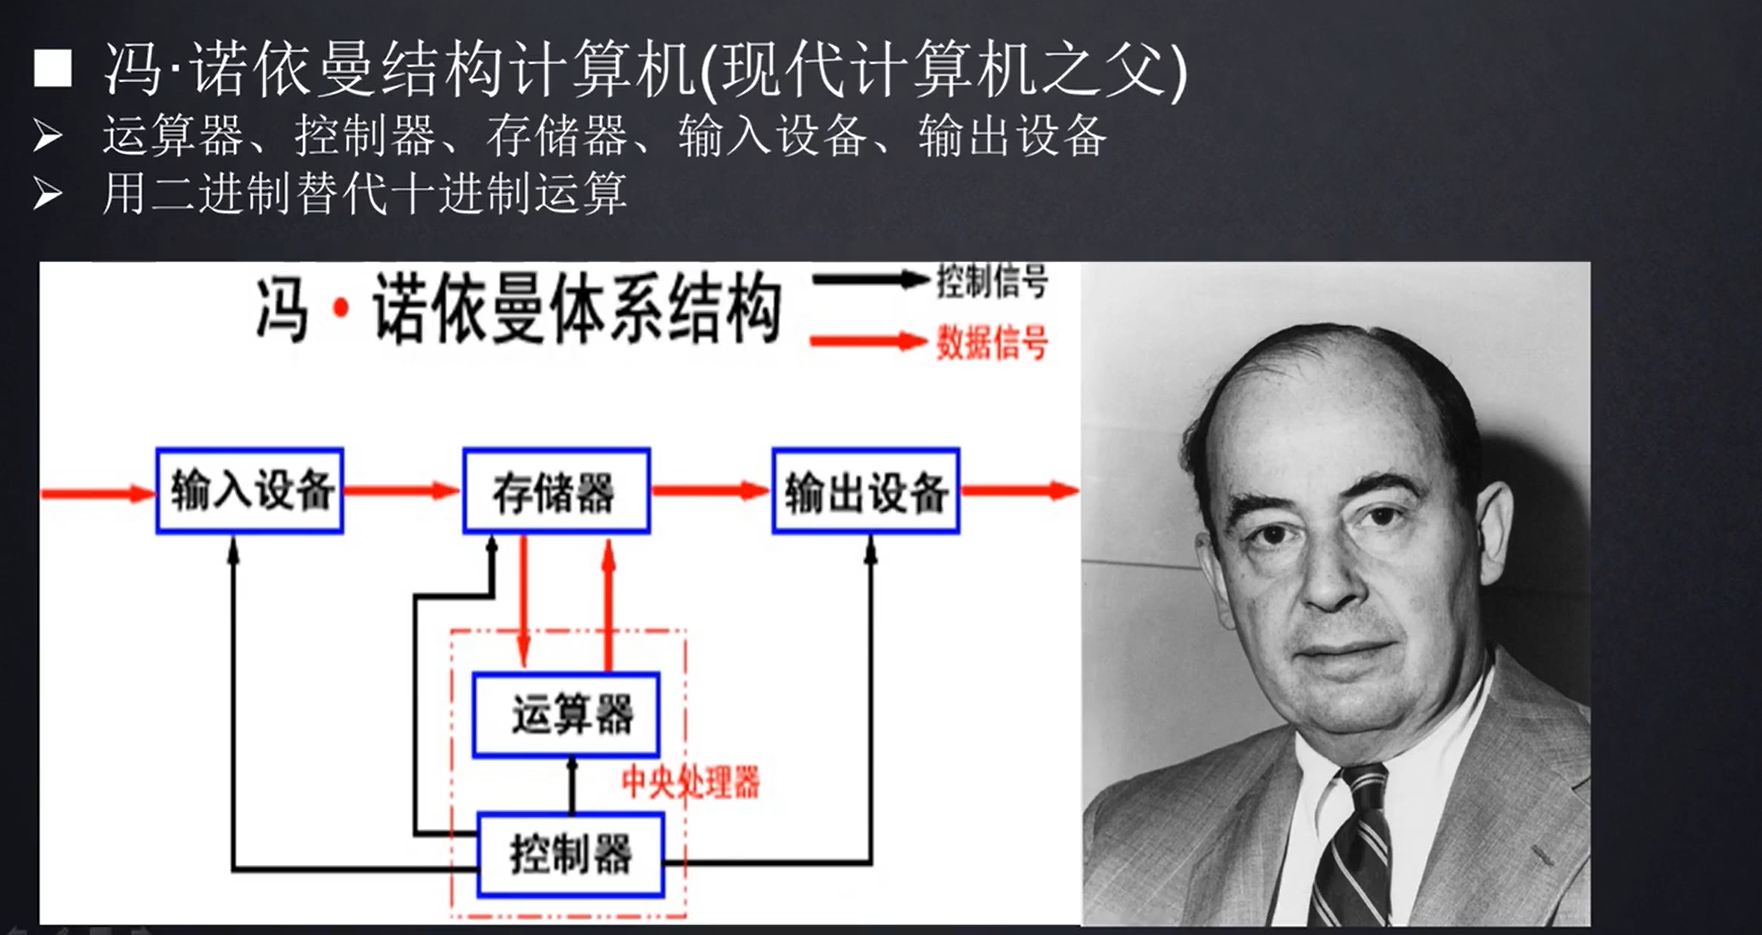 冯·诺依曼结构计算机(现代计算机之父)
运算器、控制器、存储器、输入设备、输出设备
用二进制替代十进制运算
冯·诺依曼体系结构
控制信号
数据信号
输入设备
存储器
输出设备
运算器
中央处理器
控制器